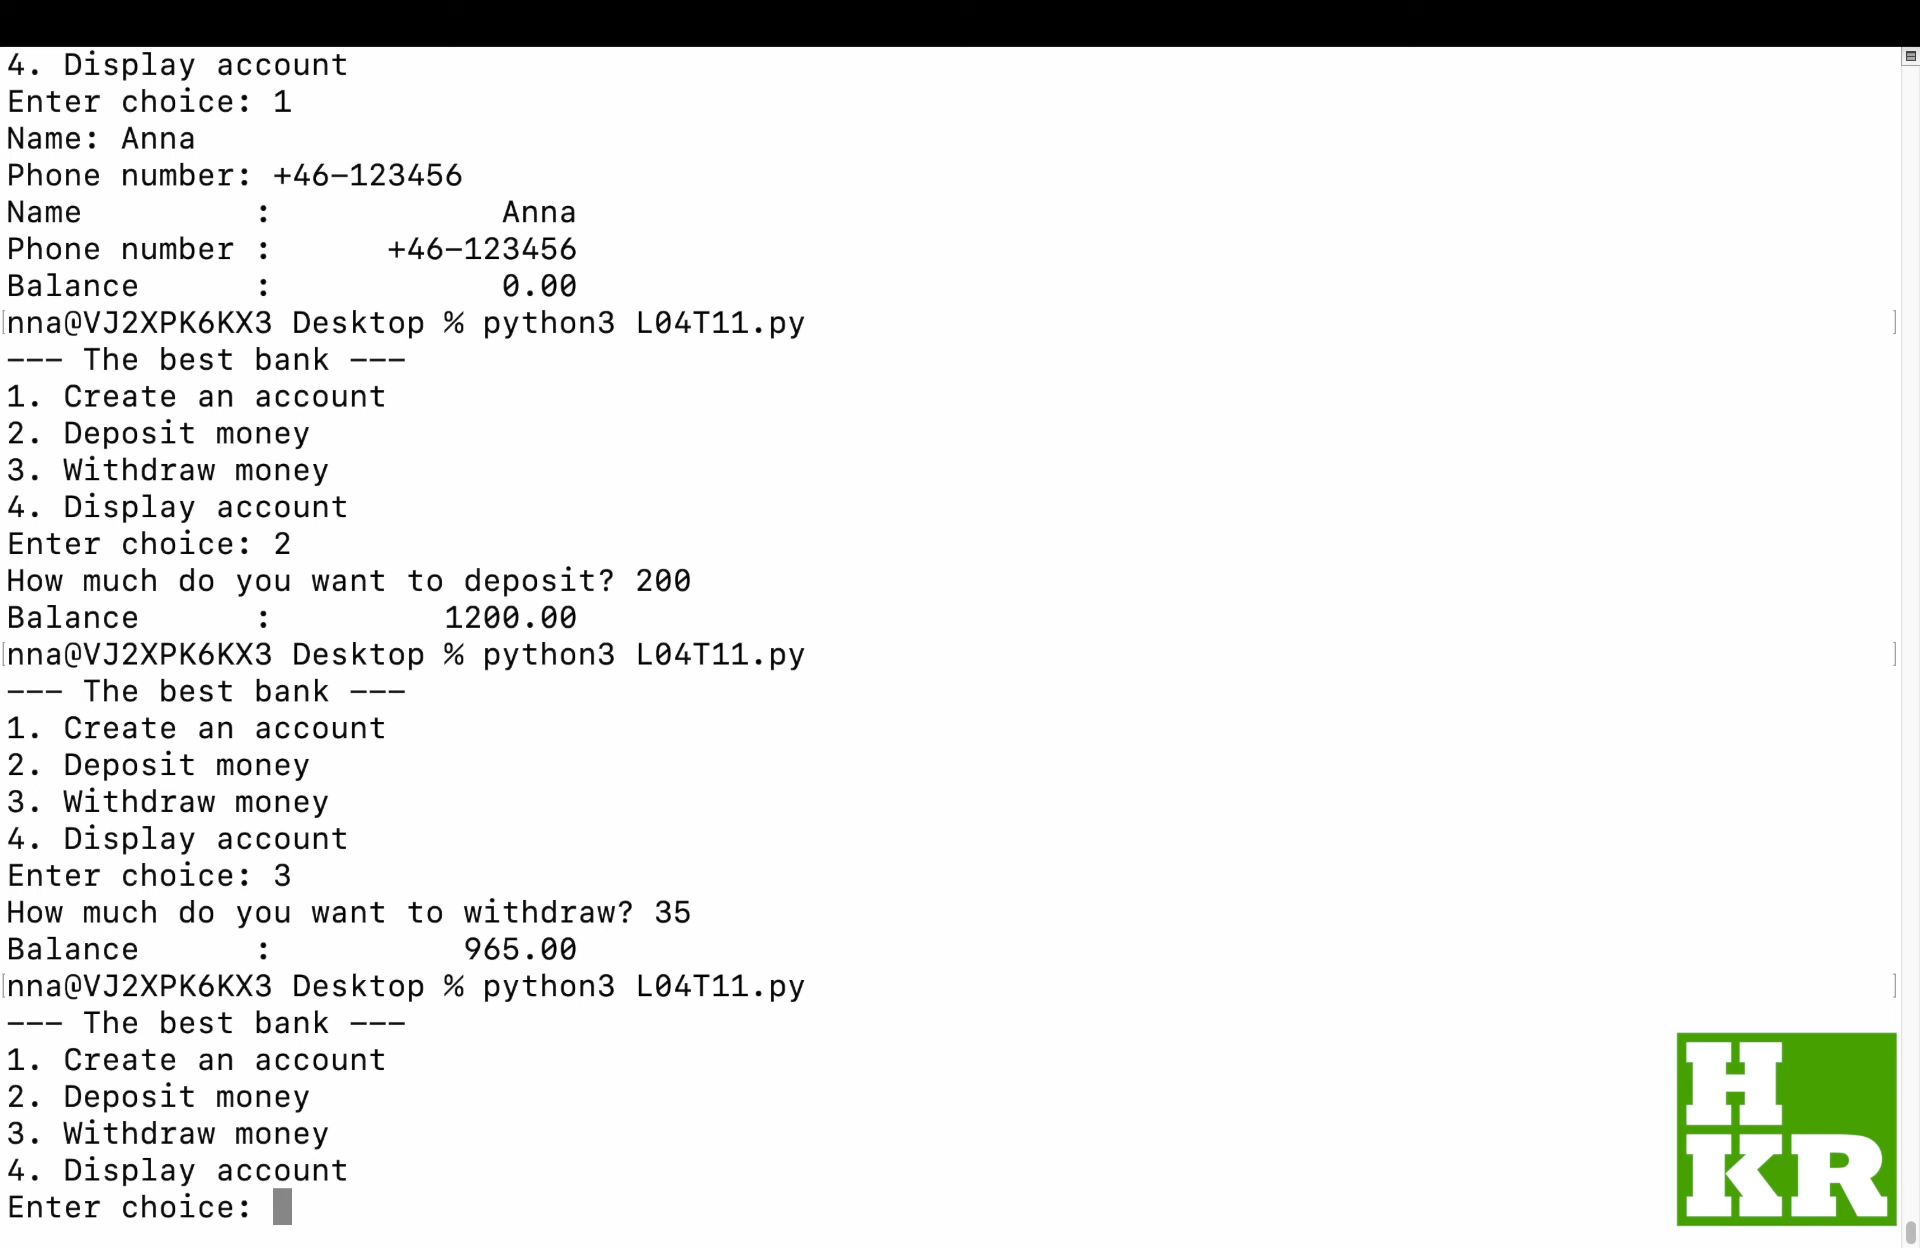 4. Display account
Enter choice: 1
Name: Anna
Phone number: +46-123456
Name         :            Anna
Phone number :      +46-123456
Balance      :            0.00
nna@VJ2XPK6KX3 Desktop % python3 L04T11.py
--- The best bank ---
1. Create an account
2. Deposit money
3. Withdraw money
4. Display account
Enter choice: 2
How much do you want to deposit? 200
Balance      :         1200.00
nna@VJ2XPK6KX3 Desktop % python3 L04T11.py
--- The best bank ---
1. Create an account
2. Deposit money
3. Withdraw money
4. Display account
Enter choice: 3
How much do you want to withdraw? 35
Balance      :          965.00
nna@VJ2XPK6KX3 Desktop % python3 L04T11.py
--- The best bank ---
1. Create an account
2. Deposit money
3. Withdraw money
4. Display account
Enter choice:
H
KR